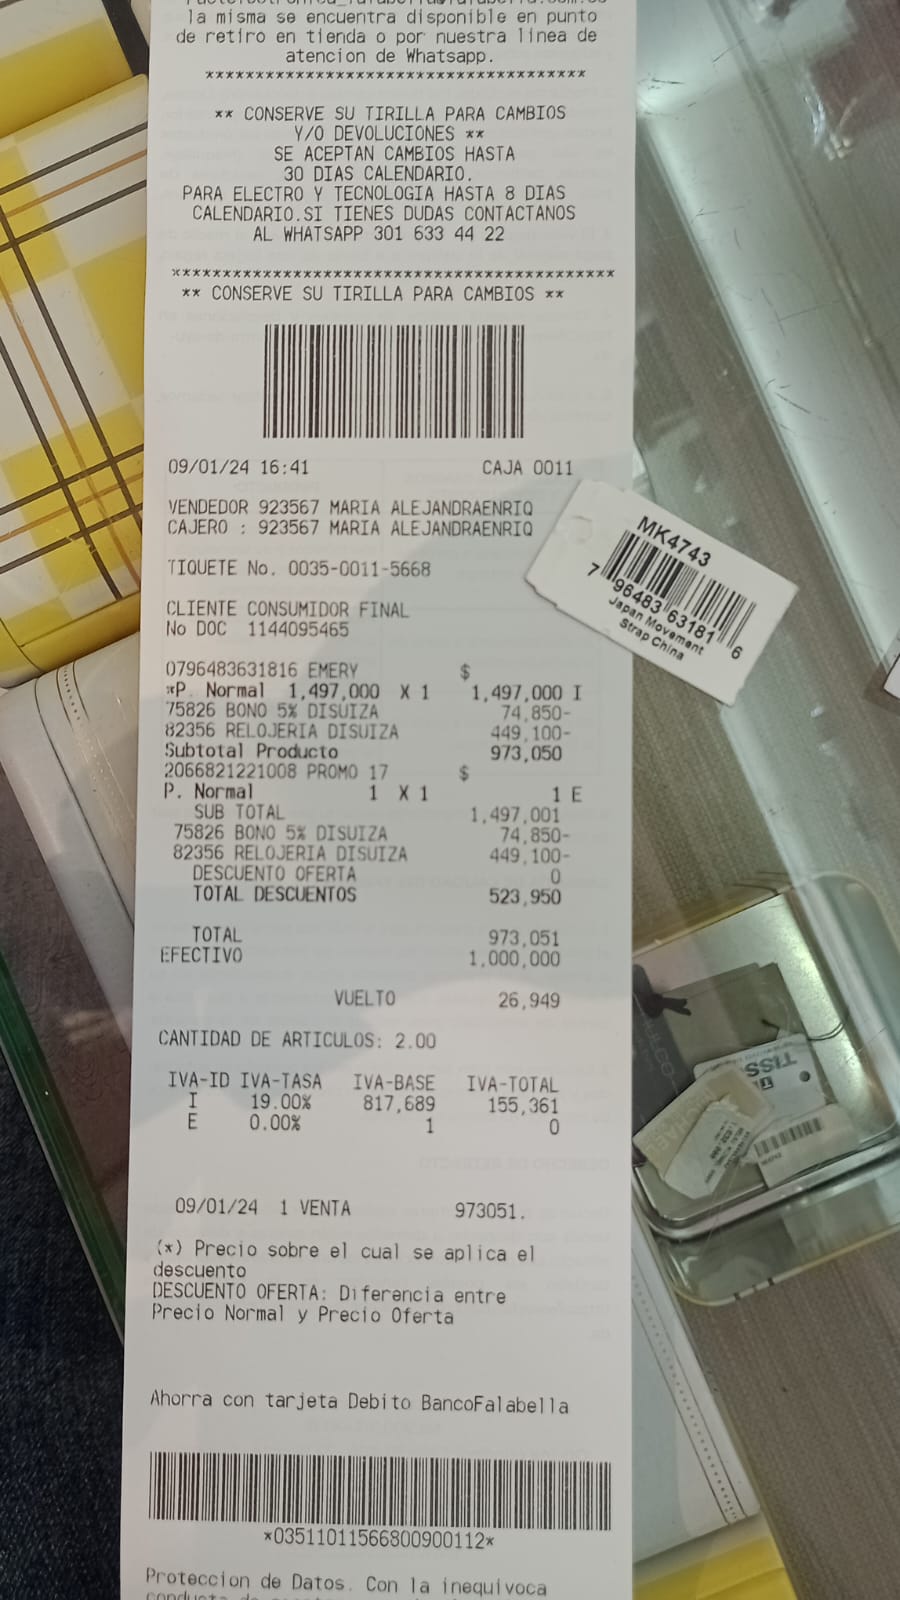 la misma se encuentra disponible en punto
de retiro en tienda o por nuestra linea de
atencion de Whatsapp.
**************************************
** CONSERVE SU TIRILLA PARA CAMBIOS
Y/O DEVOLUCIONES **
SE ACEPTAN CAMBIOS HASTA
30 DIAS CALENDARIO.
PARA ELECTRO Y TECNOLOGIA HASTA 8 DIAS
CALENDARIO.SI TIENES DUDAS CONTACTANOS
AL WHATSAPP 301 633 44 22
********************************************
** CONSERVE SU TIRILLA PARA CAMBIOS **
09/01/24 16:41 CAJA 0011
VENDEDOR 923567 MARIA ALEJANDRAENRIQ
CAJERO : 923567 MARIA ALEJANDRAENRIQ
TIQUETE No. 0035-0011-5668
CLIENTE CONSUMIDOR FINAL
No DOC 1144095465
0796483631816 EMERY $
*P. Normal 1,497,000 X 1 1,497,000 I
75826 BONO 5% DISUIZA 74,850-
82356 RELOJERIA DISUIZA 449,100-
Subtotal Producto 973,050
2066821221008 PROMO 17 $
P. Normal 1 X 1 1 E
SUB TOTAL 1,497,001
75826 BONO 5% DISUIZA 74,850-
82356 RELOJERIA DISUIZA 449,100-
DESCUENTO OFERTA 0
TOTAL DESCUENTOS 523,950
TOTAL 973,051
EFECTIVO 1,000,000
VUELTO 26,949
CANTIDAD DE ARTICULOS: 2.00
IVA-ID IVA-TASA IVA-BASE IVA-TOTAL
I 19.00% 817,689 155,361
E 0.00% 1 0
09/01/24 1 VENTA 973051.
(*) Precio sobre el cual se aplica el
descuento
DESCUENTO OFERTA: Diferencia entre
Precio Normal y Precio Oferta
Ahorra con tarjeta Debito BancoFalabella
*03511011566800900112*
Proteccion de Datos. Con la inequivoca
MK4743
7 96483 63181 6
Japan Movement
Strap China
TISS